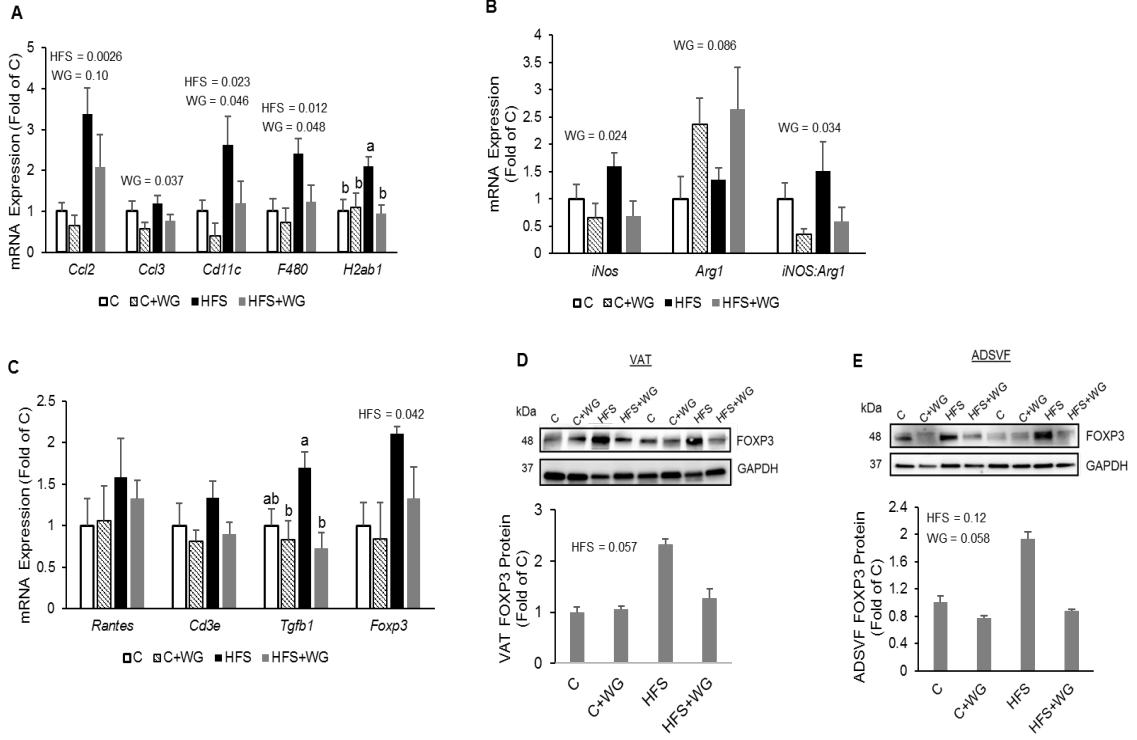 A
mRNA Expression (Fold of C)
5
4
3
2
1
0
HFS = 0.0026
WG = 0.10
WG = 0.037
HFS = 0.023
WG = 0.046
HFS = 0.012
WG = 0.048
b b a b
Ccl2 Ccl3 Cd11c F480 H2ab1
C C+WG HFS HFS+WG
B
mRNA Expression
(Fold of C)
4
3.5
3
2.5
2
1.5
1
0.5
0
WG = 0.024
WG = 0.086
WG = 0.034
iNos Arg1 iNOS:Arg1
C C+WG HFS HFS+WG
C
mRNA Expression (Fold of C)
2.5
2
1.5
1
0.5
0
ab b a b
HFS = 0.042
Rantes Cd3e Tgfb1 Foxp3
C C+WG HFS HFS+WG
D
VAT
kDa
C C+WG HFS HFS+WG C C+WG HFS HFS+WG
48 FOXP3
37 GAPDH
VAT FOXP3 Protein
(Fold of C)
3
2
1
0
HFS = 0.057
C C+WG HFS HFS+WG
E
ADSVF
kDa
C C+WG HFS HFS+WG C C+WG HFS HFS+WG
48 FOXP3
37 GAPDH
ADSVF FOXP3 Protein
(Fold of C)
2.4
2
1.6
1.2
0.8
0.4
0
HFS = 0.12
WG = 0.058
C C+WG HFS HFS+WG